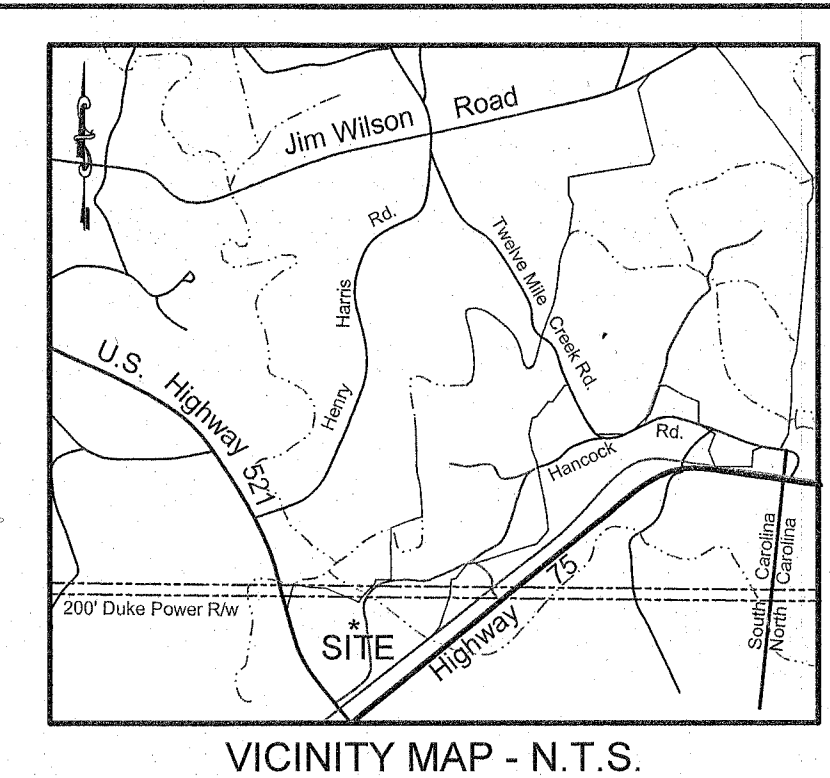 Jim Wilson Road
Henry Harris Rd.
Twelve Mile Creek Rd.
U.S. Highway 521
Hancock Rd.
Highway 75
South Carolina
North Carolina
200' Duke Power R/w
*
SITE
VICINITY MAP - N.T.S.